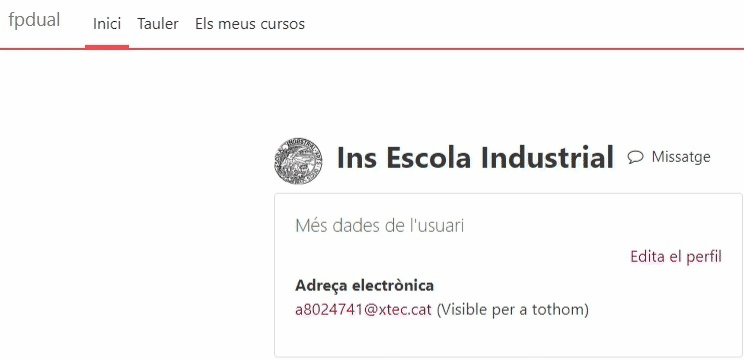 fpdual Inici Tauler Els meus cursos
Ins Escola Industrial Missatge
Més dades de l'usuari
Edita el perfil
Adreça electrònica
a8024741@xtec.cat (Visible per a tothom)